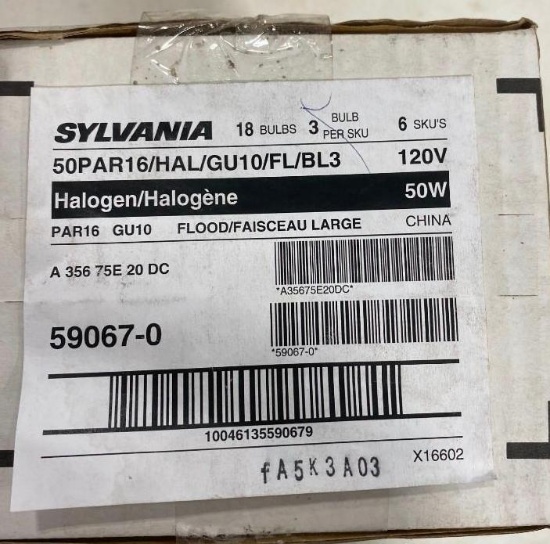 SYLVANIA 18 BULBS 3 BULB PER SKU 6 SKU'S
50PAR16/HAL/GU10/FL/BL3 120V
Halogen/Halogène 50W
PAR16 GU10 FLOOD/FAISCEAU LARGE CHINA
A 356 75E 20 DC
*A35675E20DC*
59067-0
*59067-0*
10046135590679
fA5K3A03 X16602